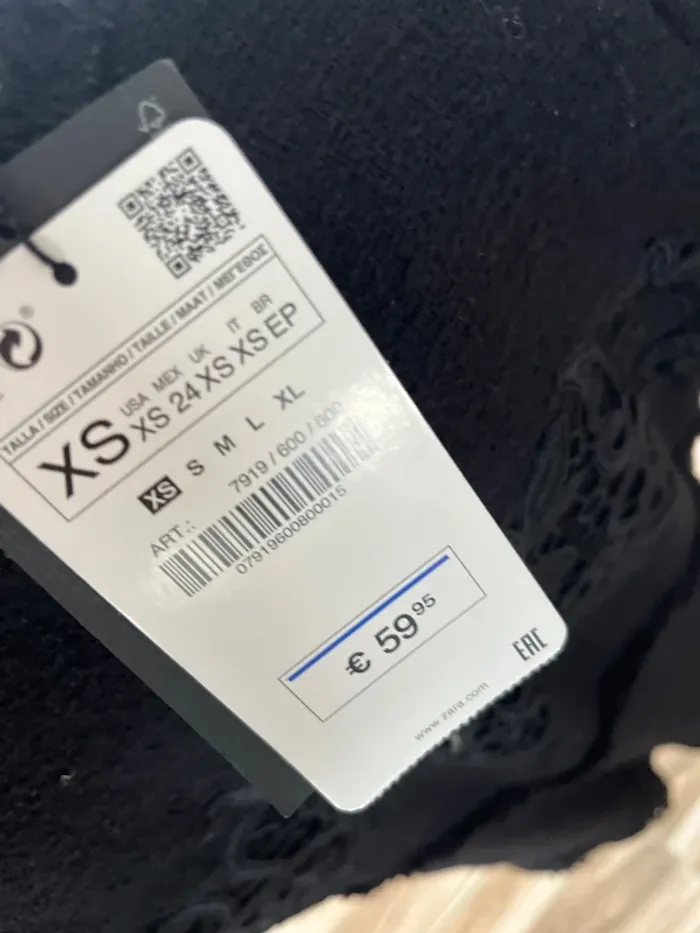 TALLA / SIZE / TAMANHO / TAILLE / MAAT / ΜΕΓΕΘΟΣ
USA MEX UK IT BR
XS XS 24 XS XS EP
XS S M L XL
ART.: 7919 / 600 / 800
07919600800015
€ 59 95
EAC
www.zara.com